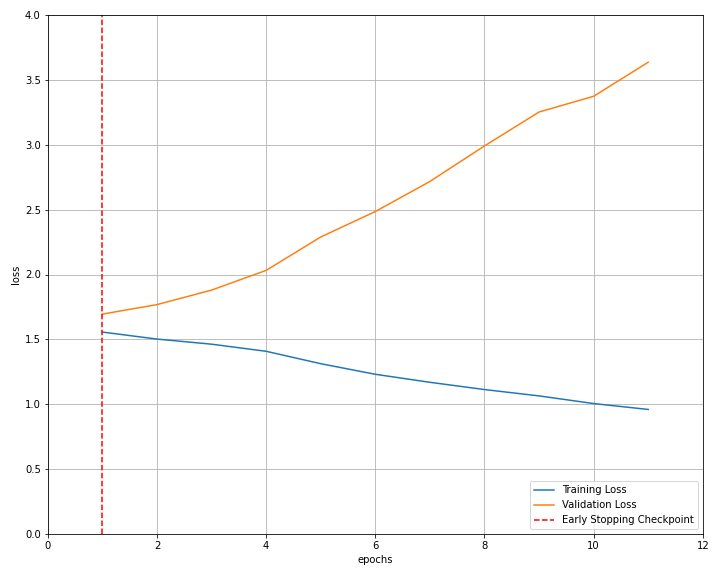 4.0
3.5
3.0
2.5
2.0
1.5
1.0
0.5
0.0
loss
0 2 4 6 8 10 12
epochs
Training Loss
Validation Loss
Early Stopping Checkpoint